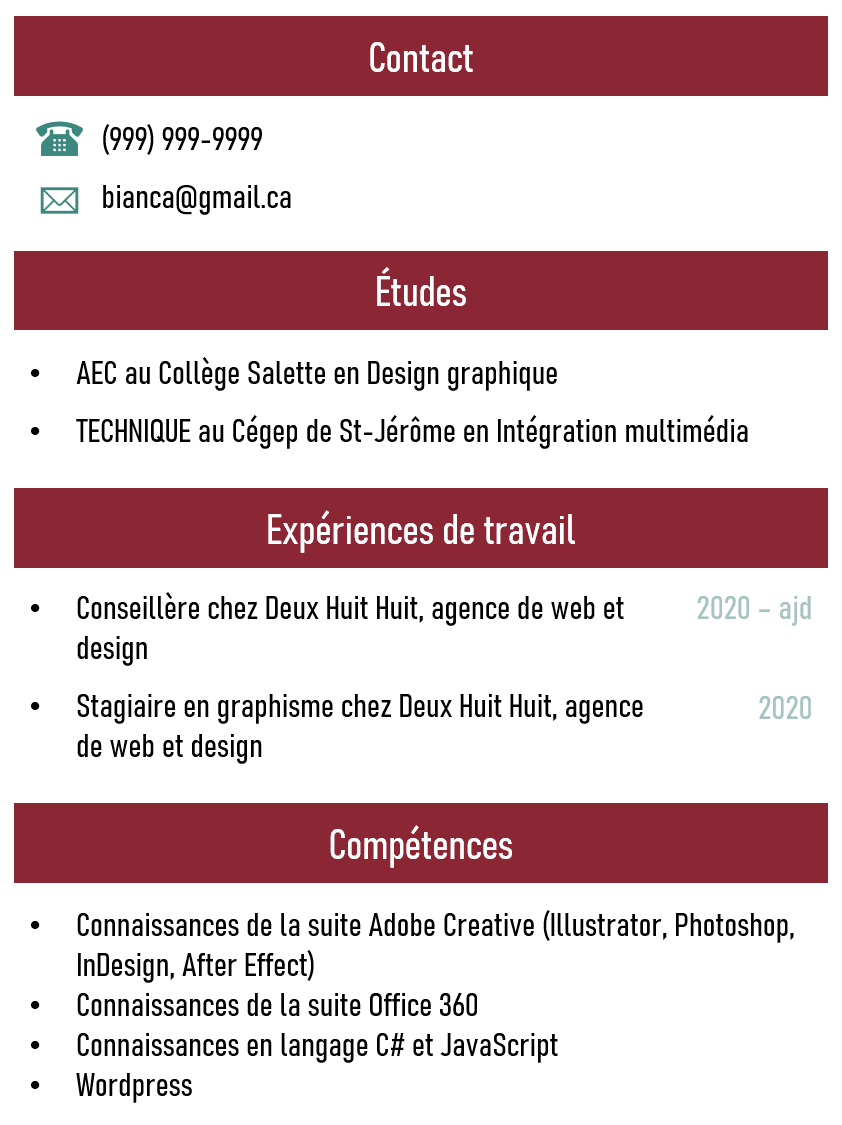 Contact
(999) 999-9999
bianca@gmail.ca
Études
• AEC au Collège Salette en Design graphique
• TECHNIQUE au Cégep de St-Jérôme en Intégration multimédia
Expériences de travail
• Conseillère chez Deux Huit Huit, agence de web et 2020 – ajd
design
• Stagiaire en graphisme chez Deux Huit Huit, agence 2020
de web et design
Compétences
• Connaissances de la suite Adobe Creative (Illustrator, Photoshop,
InDesign, After Effect)
• Connaissances de la suite Office 360
• Connaissances en langage C# et JavaScript
• Wordpress